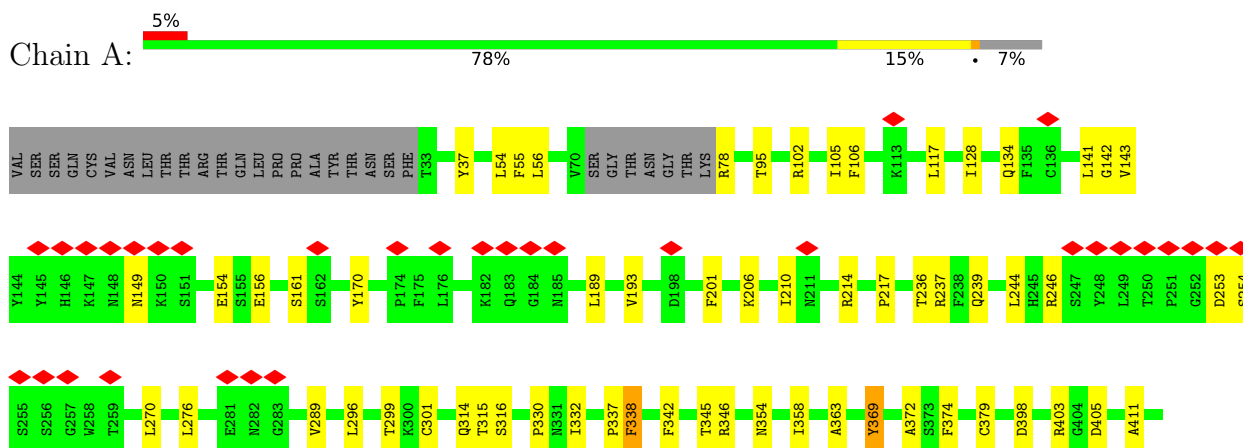 5%
Chain A:
78% 15% • 7%
VAL SER SER GLN CYS VAL ASN LEU THR THR ARG THR GLN LEU PRO PRO ALA TYR THR ASN SER PHE T33 Y37 L54 F55 L56 V70 SER GLY THR ASN GLY THR LYS R78 T95 R102 I105 F106 K113 L117 I128 Q134 F135 C136 L141 G142 V143
Y144 Y145 H146 K147 N148 N149 K150 S151 E154 S155 E156 S161 S162 Y170 P174 F175 L176 K182 Q183 G184 N185 L189 V193 D198 F201 K206 I210 N211 R214 P217 T236 R237 F238 Q239 L244 H245 R246 S247 Y248 L249 T250 P251 G252 D253 S254
S255 S256 G257 W258 T259 L270 L276 E281 N282 G283 V289 L296 T299 K300 C301 Q314 T315 S316 P330 N331 I332 P337 F338 F342 T345 R346 N354 I358 A363 Y369 A372 S373 F374 C379 D398 R403 G404 D405 A411